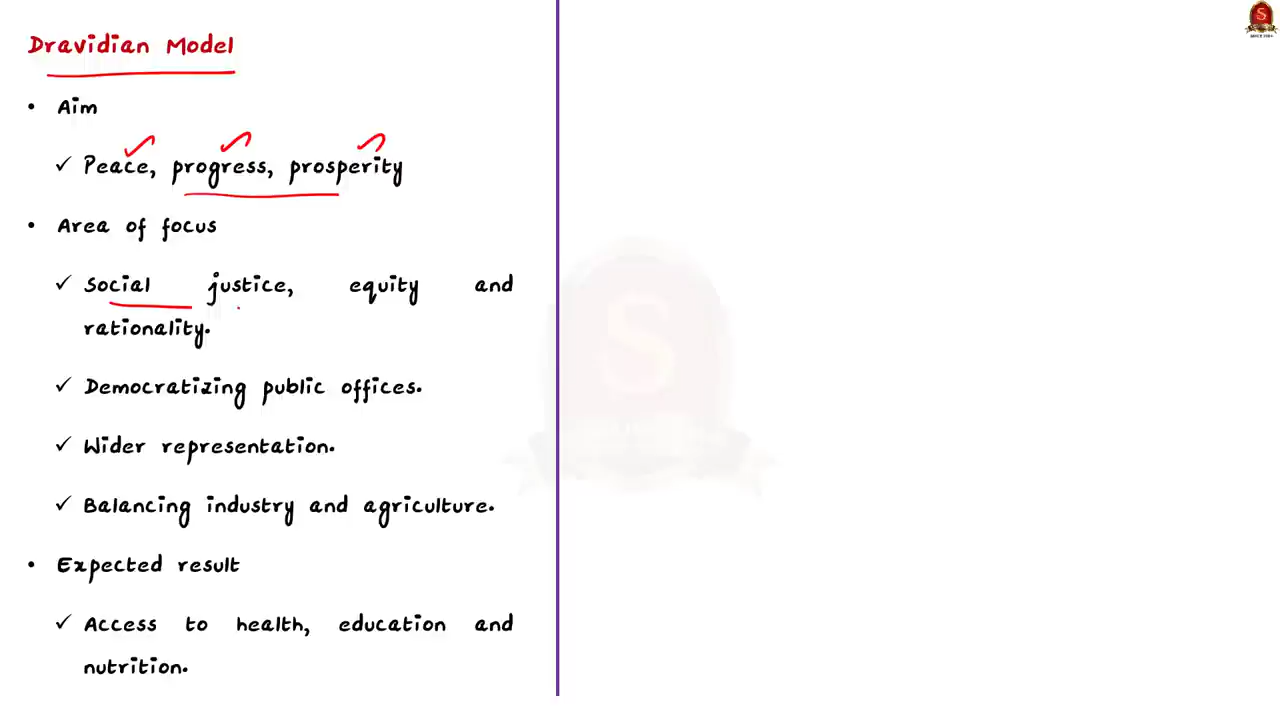 Dravidian Model
• Aim
✓ Peace, progress, prosperity
• Area of focus
✓ Social justice, equity and
rationality.
✓ Democratizing public offices.
✓ Wider representation.
✓ Balancing industry and agriculture.
• Expected result
✓ Access to health, education and
nutrition.
S